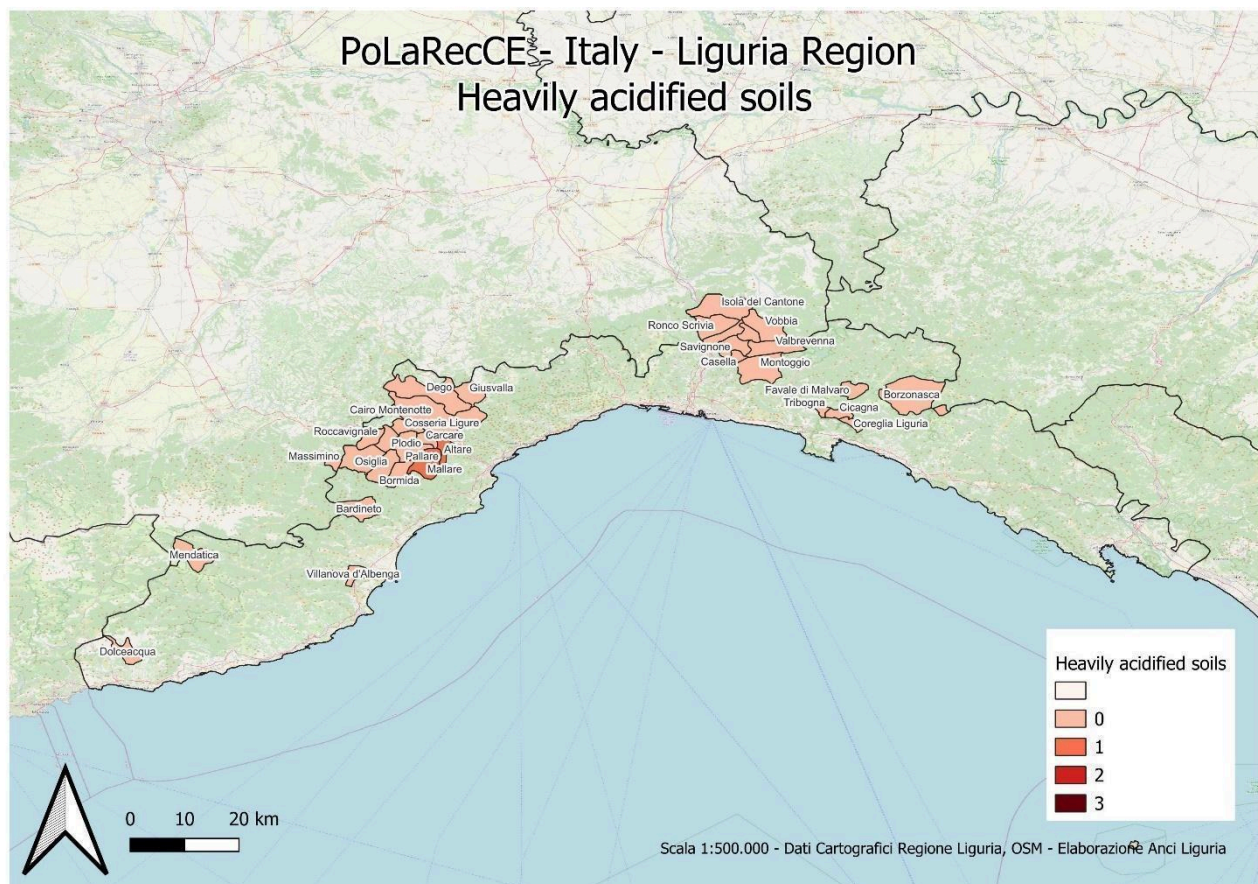 PoLaRecCE - Italy - Liguria Region
Heavily acidified soils
Isola del Cantone
Vobbia
Ronco Scrivia
Valbrevenna
Savignone
Casella
Montoggio
Favale di Malvaro
Borzonasca
Tribogna
Cicagna
Coreglia Liguria
Dego
Giusvalla
Cairo Montenotte
Cosseria Ligure
Roccavignale
Carcare
Plodio
Altare
Massimino
Osiglia
Pallare
Mallare
Bormida
Bardineto
Mendatica
Villanova d'Albenga
Dolceacqua
Heavily acidified soils
0
1
2
3
0 10 20 km
Scala 1:500.000 - Dati Cartografici Regione Liguria, OSM - Elaborazione Anci Liguria